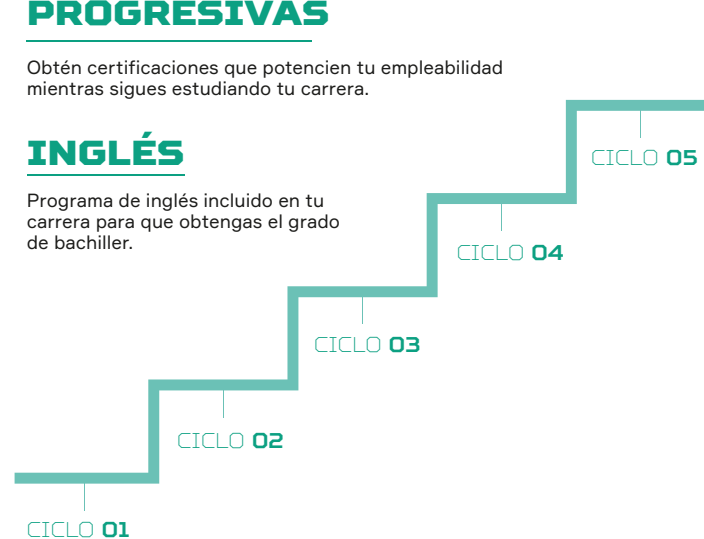 PROGRESIVAS
Obtén certificaciones que potencien tu empleabilidad
mientras sigues estudiando tu carrera.
INGLÉS
Programa de inglés incluido en tu
carrera para que obtengas el grado
de bachiller.
CICLO 05
CICLO 04
CICLO 03
CICLO 02
CICLO 01